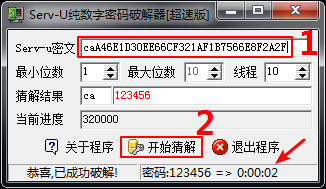 Serv-U纯数字密码破解器[超速版]
Serv-u密文 caA46E1D30EE66CF321AF1B7566E8F2A2F 1
最小位数 1 最大位数 10 线程 10
猜解结果 ca 123456
当前进度 320000
2
关于程序 开始猜解 退出程序
恭喜,已成功破解! 密码:123456 => 0:00:02